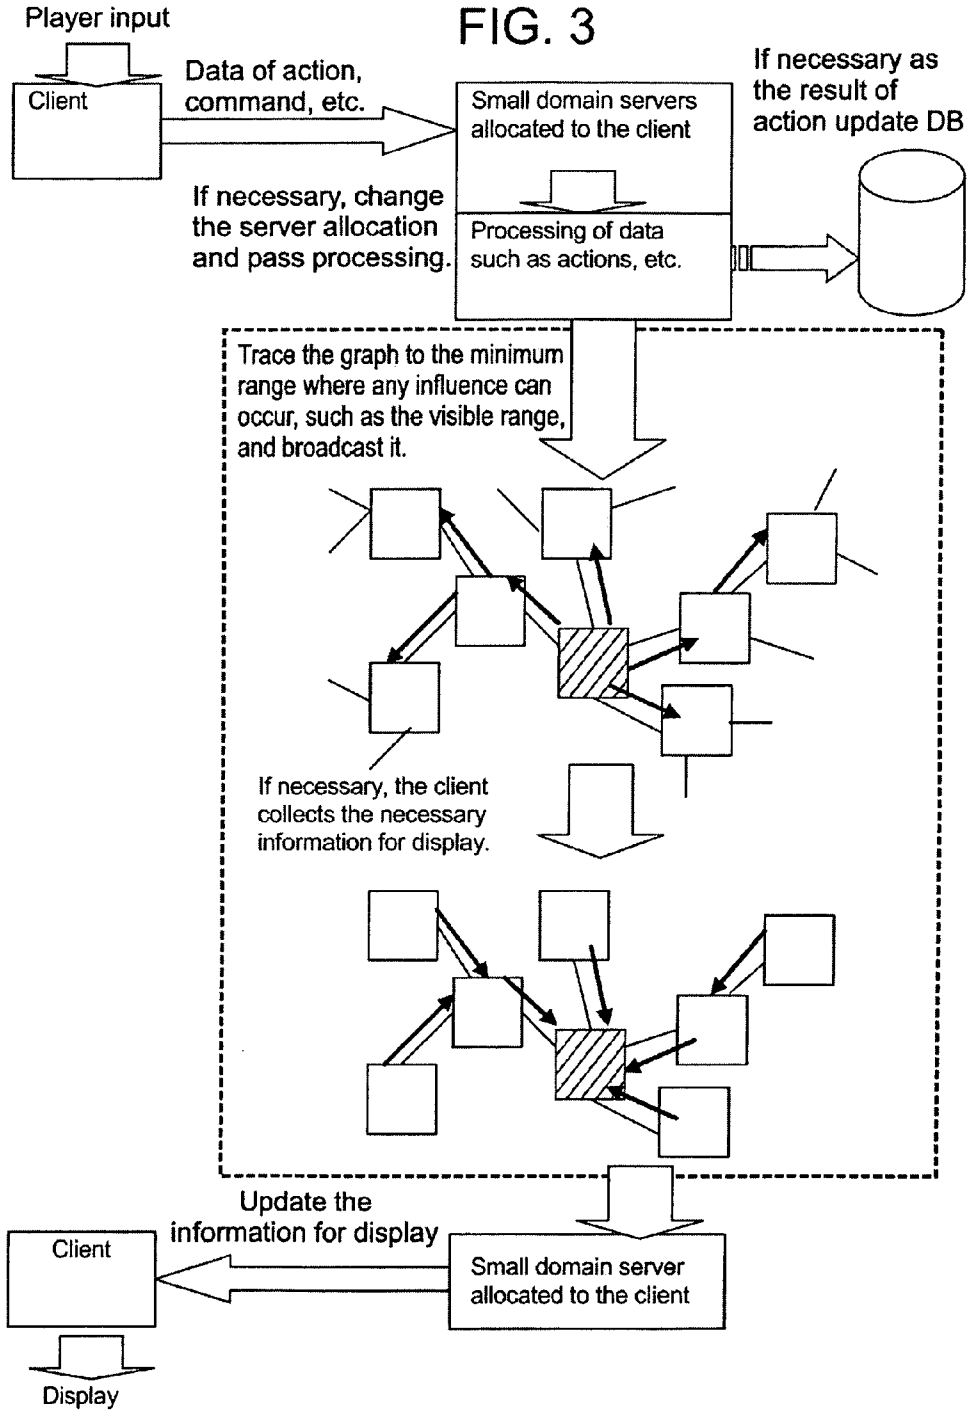 Player input
FIG. 3
Client
Data of action,
command, etc.
Small domain servers
allocated to the client
If necessary as
the result of
action update DB
If necessary, change
the server allocation
and pass processing.
Processing of data
such as actions, etc.
Trace the graph to the minimum
range where any influence can
occur, such as the visible range,
and broadcast it.
If necessary, the client
collects the necessary
information for display.
Update the
information for display
Client
Small domain server
allocated to the client
Display